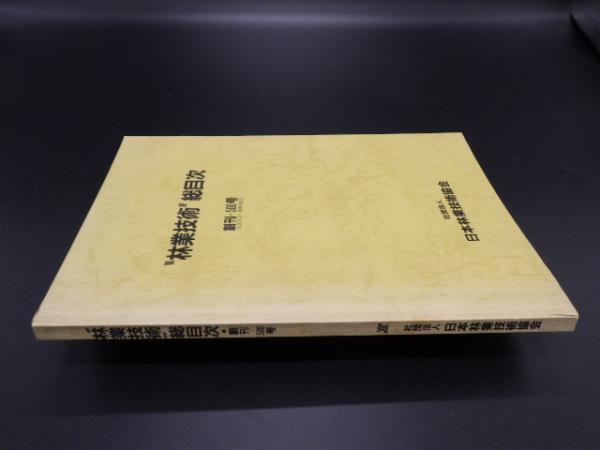 "林業技術"総目次
創刊~500号
社団法人
日本林業技術協会
"林業技術"総目次・創刊~500号
社団法人 日本林業技術協会